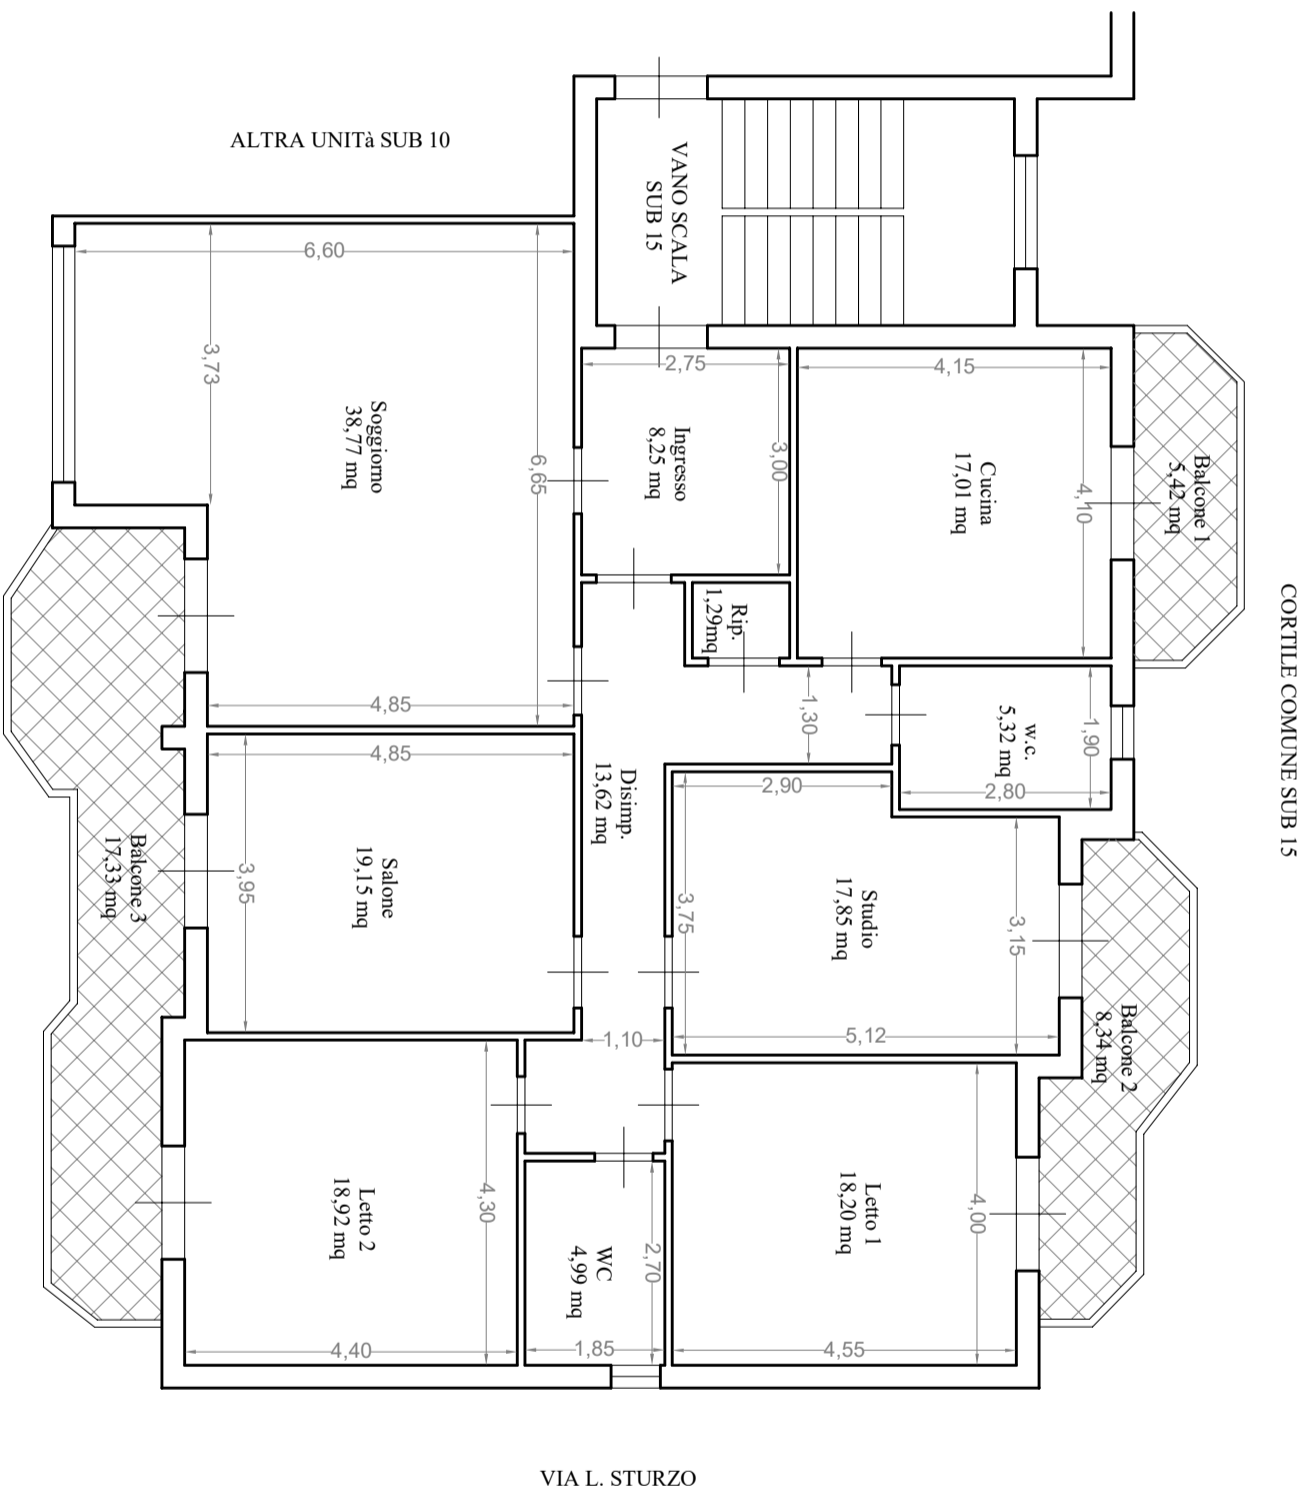 ALTRA UNITà SUB 10
VANO SCALA
SUB 15
6,60
3,73
Soggiorno
38,77 mq
6,65
4,85
2,75
Ingresso
8,25 mq
3,00
4,15
Cucina
17,01 mq
4,10
Balcone 1
5,42 mq
CORTILE COMUNE SUB 15
Rip.
1,29mq
1,30
w.c.
5,32 mq
1,90
2,80
4,85
Salone
19,15 mq
3,95
Balcone 3
17,33 mq
Disimp.
13,62 mq
2,90
3,75
Studio
17,85 mq
3,15
5,12
Balcone 2
8,34 mq
1,10
Letto 2
18,92 mq
4,30
4,40
WC
4,99 mq
2,70
1,85
Letto 1
18,20 mq
4,00
4,55
VIA L. STURZO